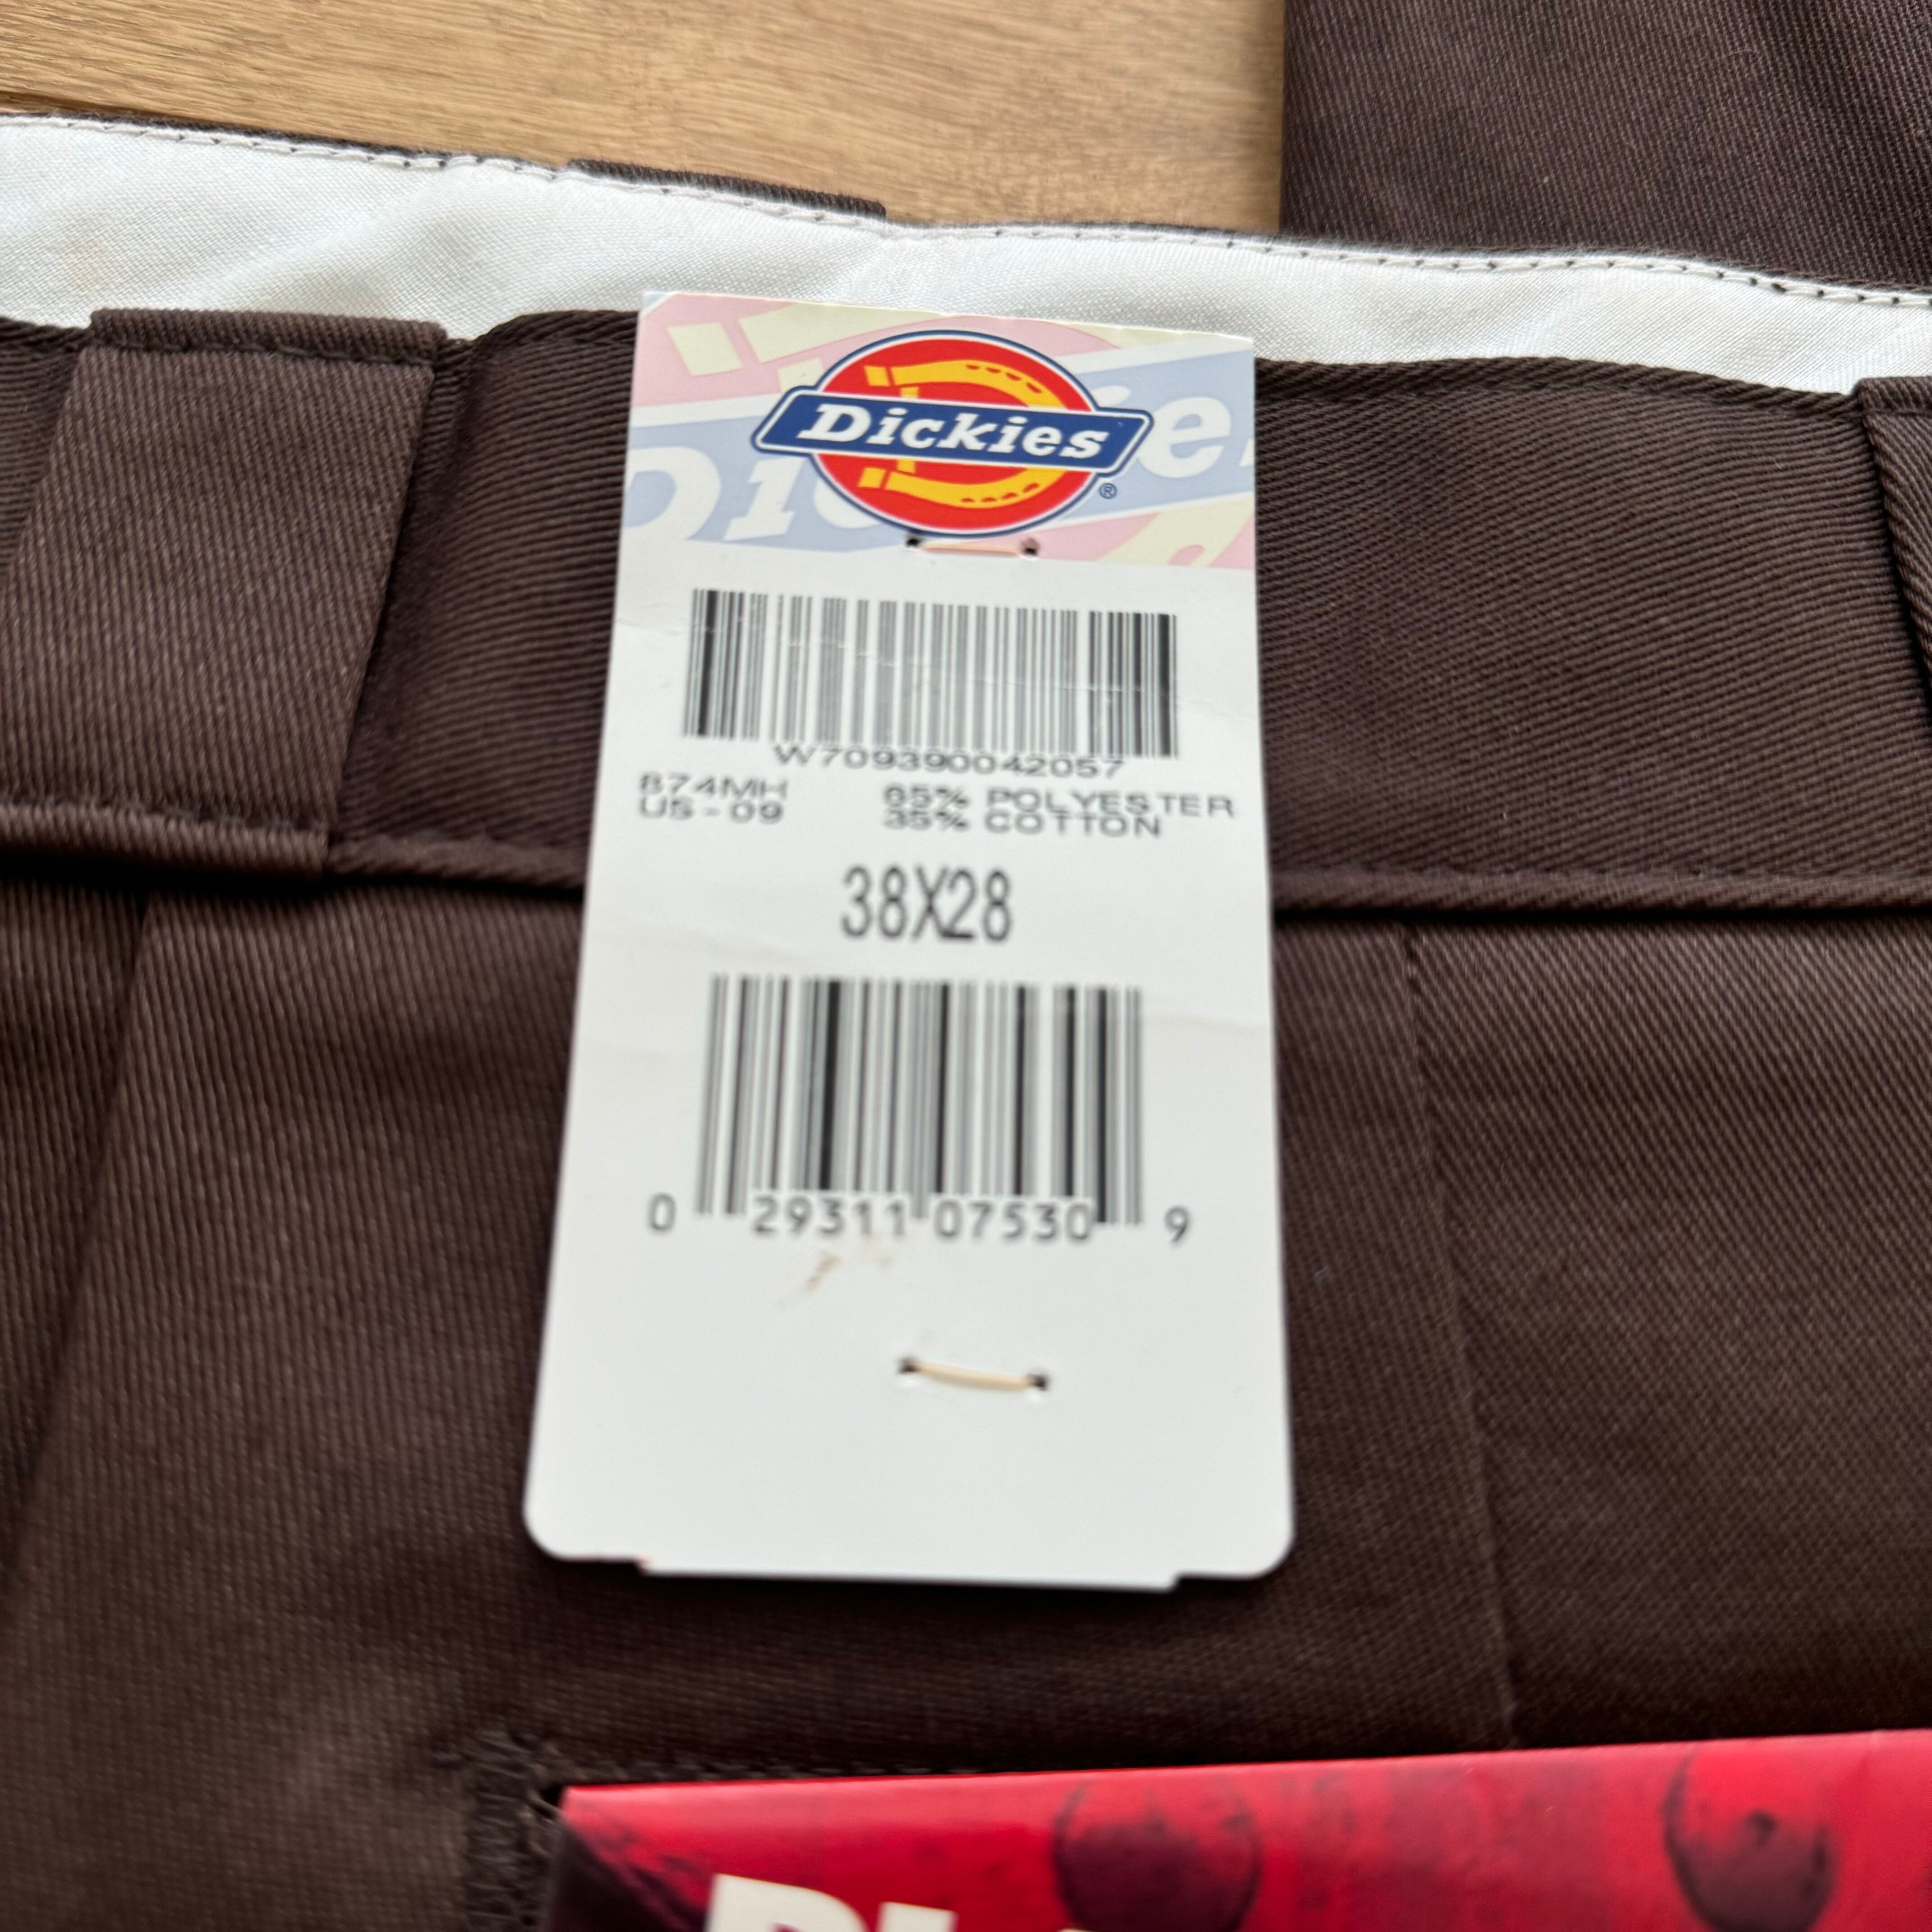 Dickies
®
W709390042057
874MH 65% POLYESTER
US - 09 35% COTTON
38X28
0 29311 07530 9